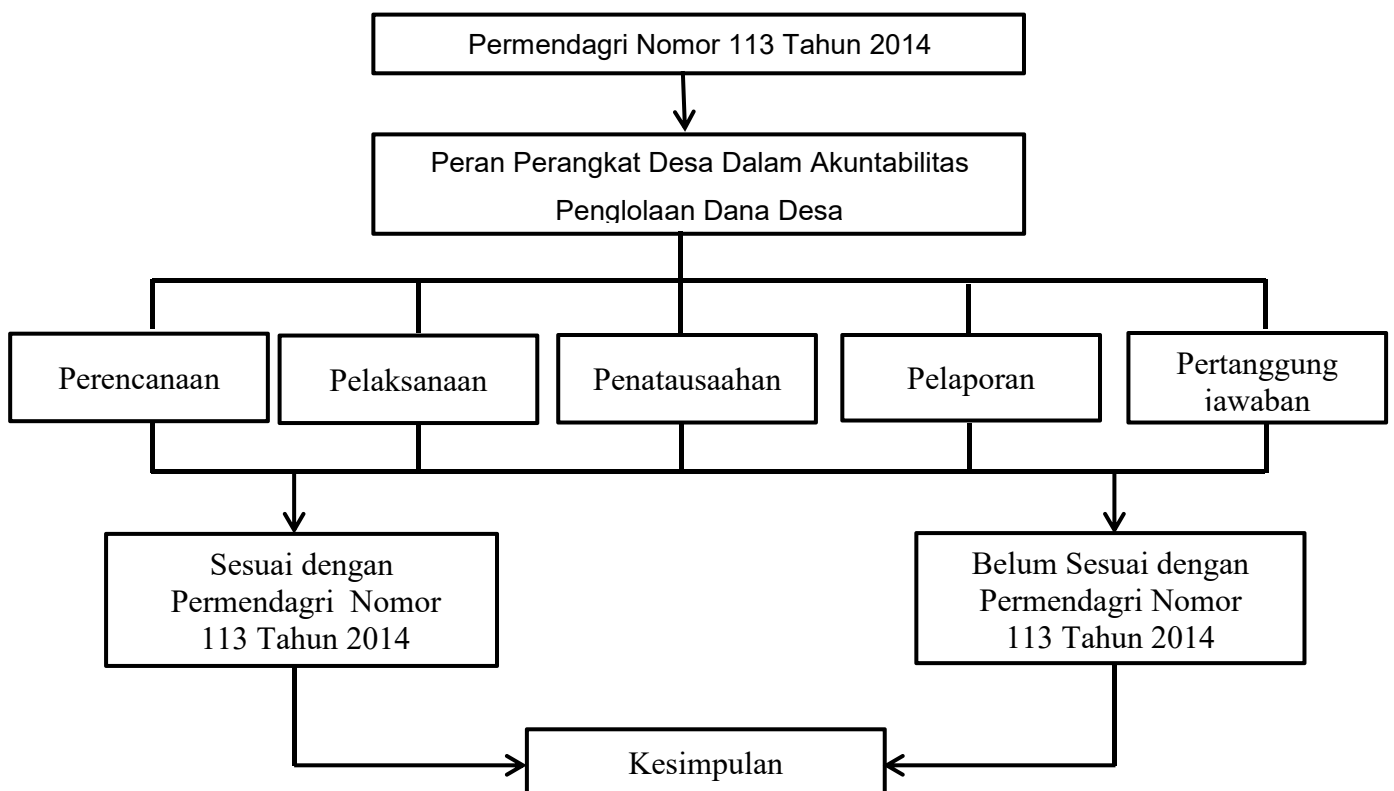 Permendagri Nomor 113 Tahun 2014
Peran Perangkat Desa Dalam Akuntabilitas
Penglolaan Dana Desa
Perencanaan
Pelaksanaan
Penatausaahan
Pelaporan
Pertanggung
jawaban
Sesuai dengan
Permendagri Nomor
113 Tahun 2014
Belum Sesuai dengan
Permendagri Nomor
113 Tahun 2014
Kesimpulan